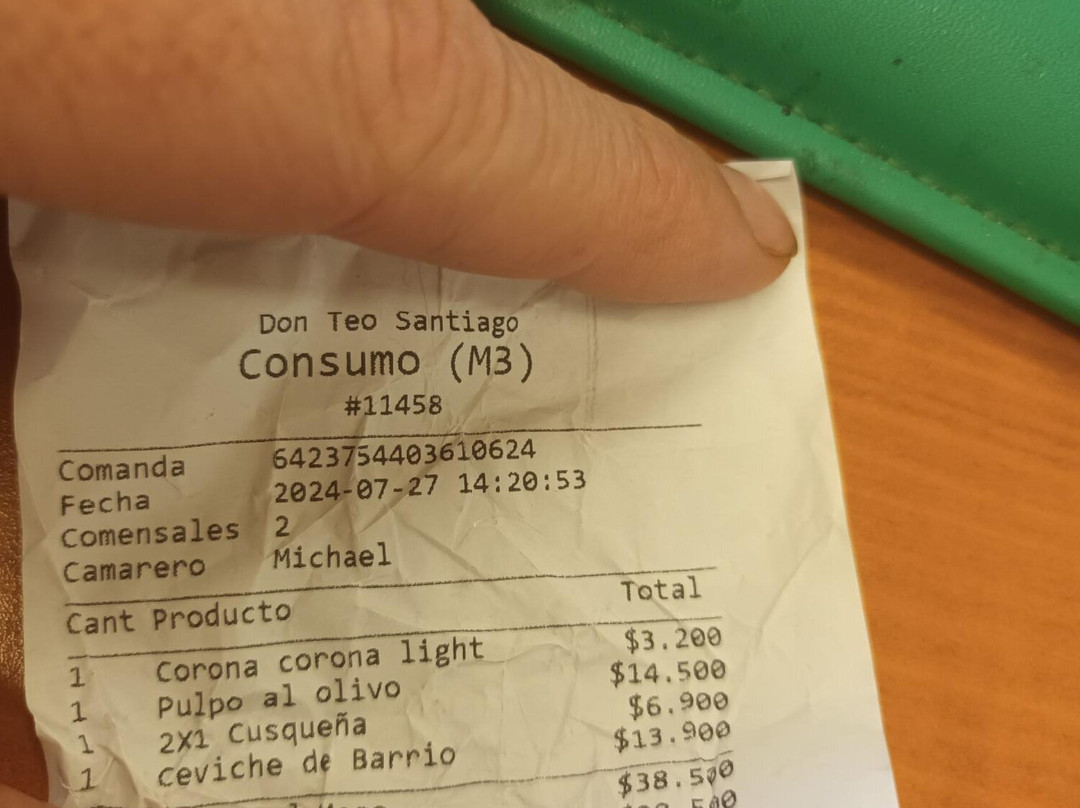 Don Teo Santiago
Consumo (M3)
#11458
Comanda 6423754403610624
Fecha 2024-07-27 14:20:53
Comensales 2
Camarero Michael
Cant Producto Total
1 Corona corona light $3.200
1 Pulpo al olivo $14.500
1 2X1 Cusqueña $6.900
1 Ceviche de Barrio $13.900
$38.500